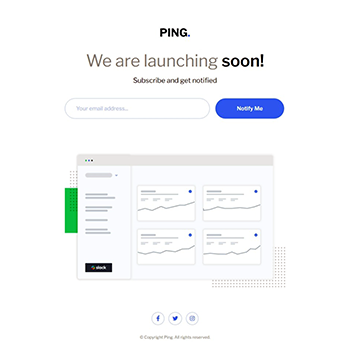 PING.
We are launching soon!
Subscribe and get notified
Your email address...
Notify Me
slack
© Copyright Ping. All rights reserved.